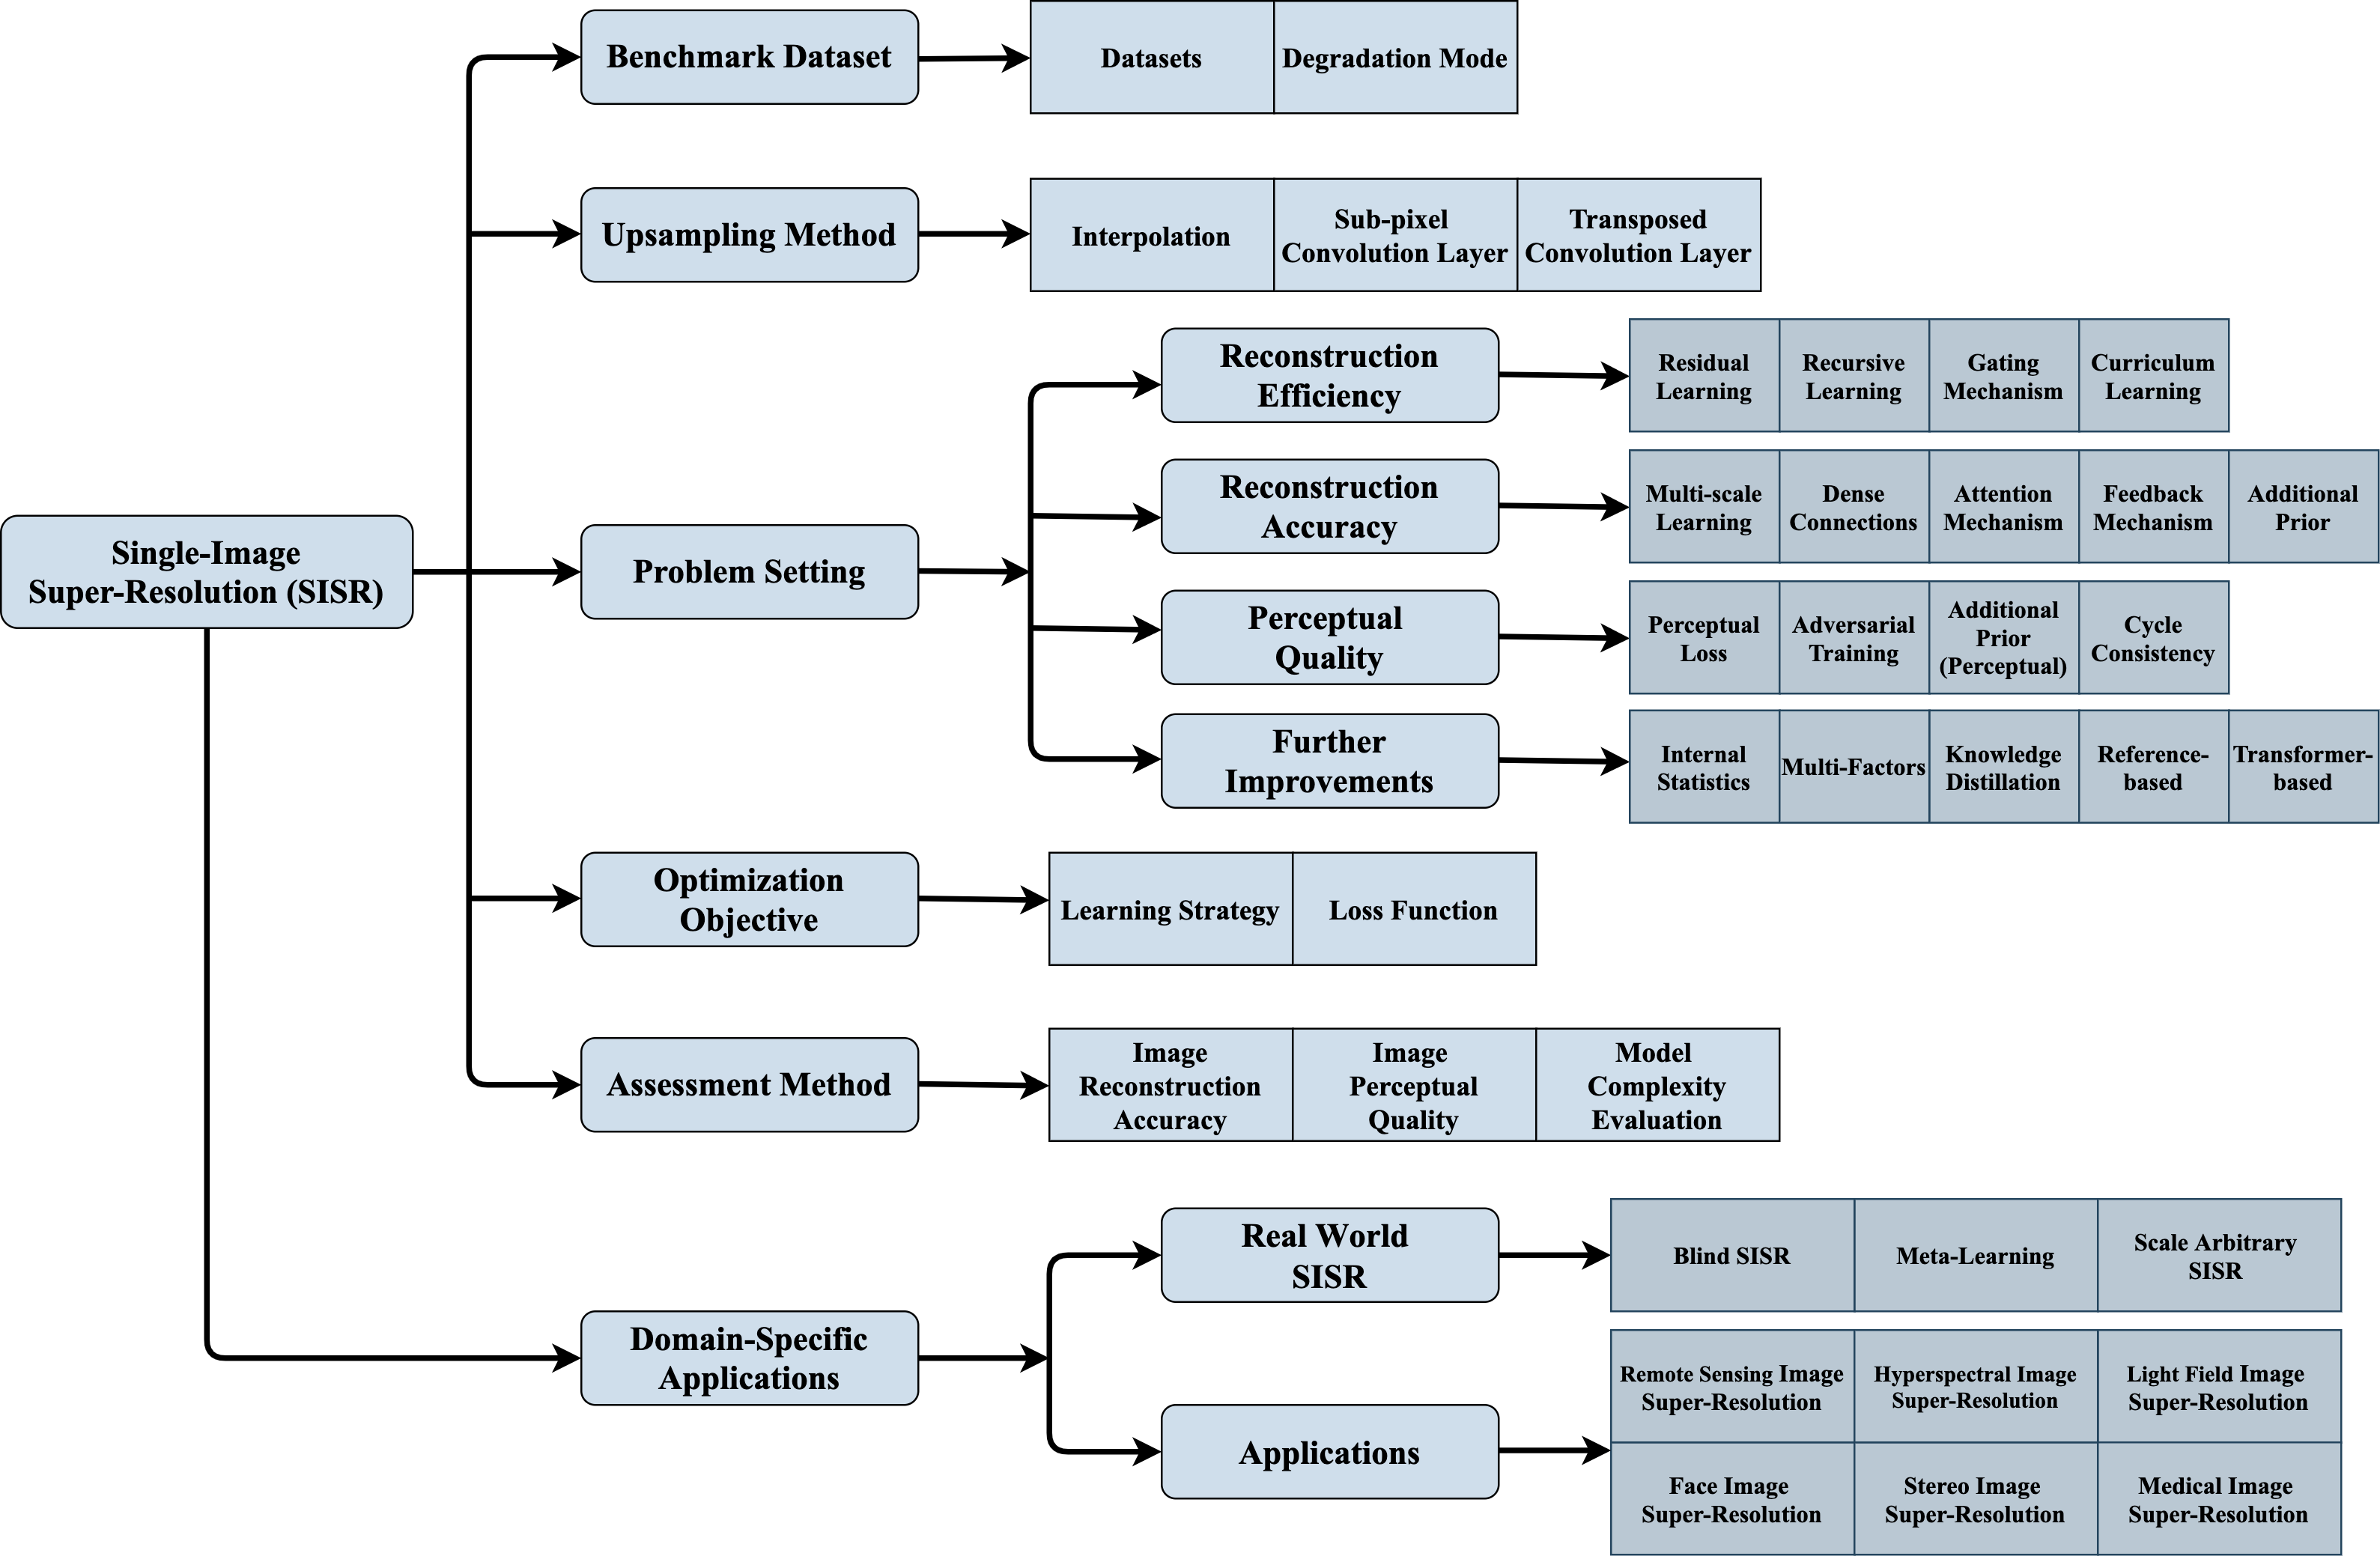 Benchmark Dataset
Datasets
Degradation Mode
Upsampling Method
Interpolation
Sub-pixel
Convolution Layer
Transposed
Convolution Layer
Single-Image
Super-Resolution (SISR)
Problem Setting
Reconstruction
Efficiency
Residual
Learning
Recursive
Learning
Gating
Mechanism
Curriculum
Learning
Reconstruction
Accuracy
Multi-scale
Learning
Dense
Connections
Attention
Mechanism
Feedback
Mechanism
Additional
Prior
Perceptual
Quality
Perceptual
Loss
Adversarial
Training
Additional
Prior
(Perceptual)
Cycle
Consistency
Further
Improvements
Internal
Statistics
Multi-Factors
Knowledge
Distillation
Reference-
based
Transformer-
based
Optimization
Objective
Learning Strategy
Loss Function
Assessment Method
Image
Reconstruction
Accuracy
Image
Perceptual
Quality
Model
Complexity
Evaluation
Domain-Specific
Applications
Real World
SISR
Blind SISR
Meta-Learning
Scale Arbitrary
SISR
Applications
Remote Sensing Image
Super-Resolution
Hyperspectral Image
Super-Resolution
Light Field Image
Super-Resolution
Face Image
Super-Resolution
Stereo Image
Super-Resolution
Medical Image
Super-Resolution